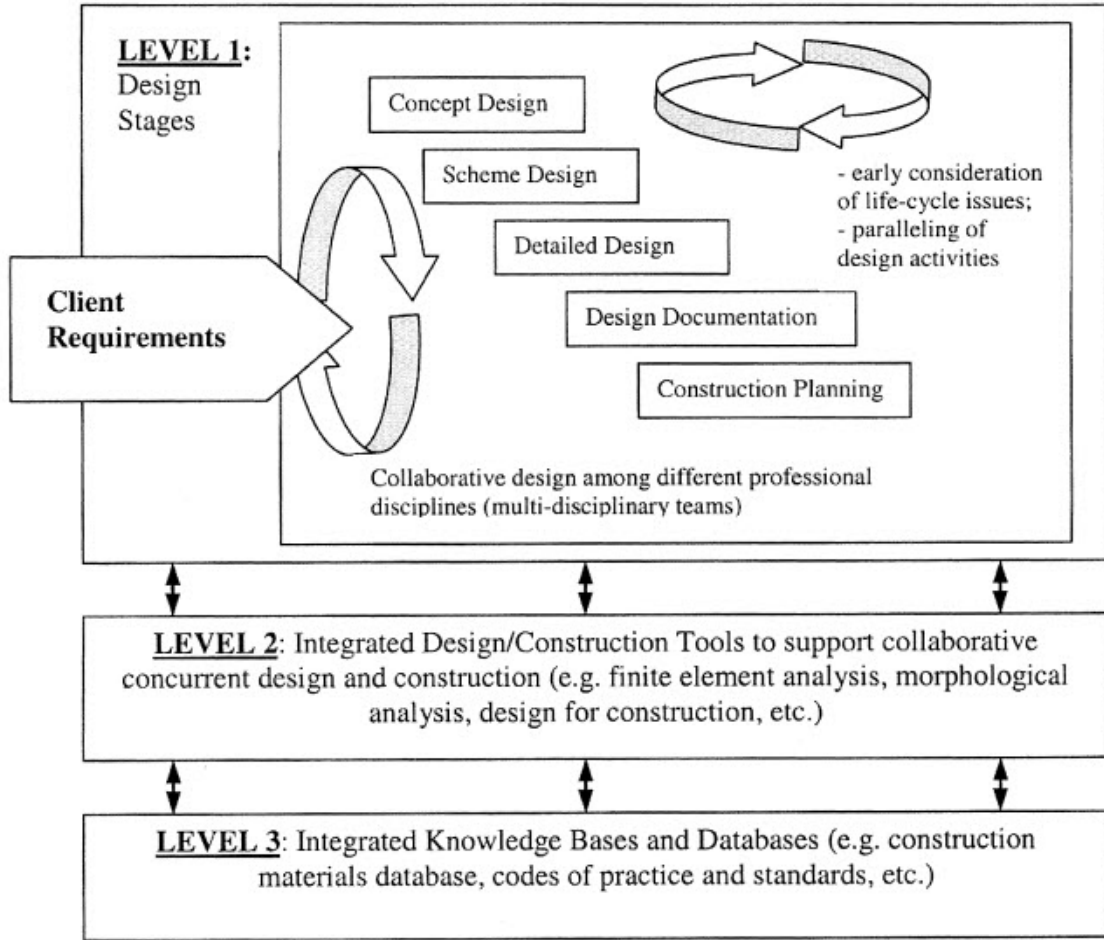 LEVEL 1:
Design
Stages
Concept Design
Scheme Design
Detailed Design
Design Documentation
Construction Planning
- early consideration
of life-cycle issues;
- paralleling of
design activities
Client
Requirements
Collaborative design among different professional
disciplines (multi-disciplinary teams)
LEVEL 2: Integrated Design/Construction Tools to support collaborative
concurrent design and construction (e.g. finite element analysis, morphological
analysis, design for construction, etc.)
LEVEL 3: Integrated Knowledge Bases and Databases (e.g. construction
materials database, codes of practice and standards, etc.)